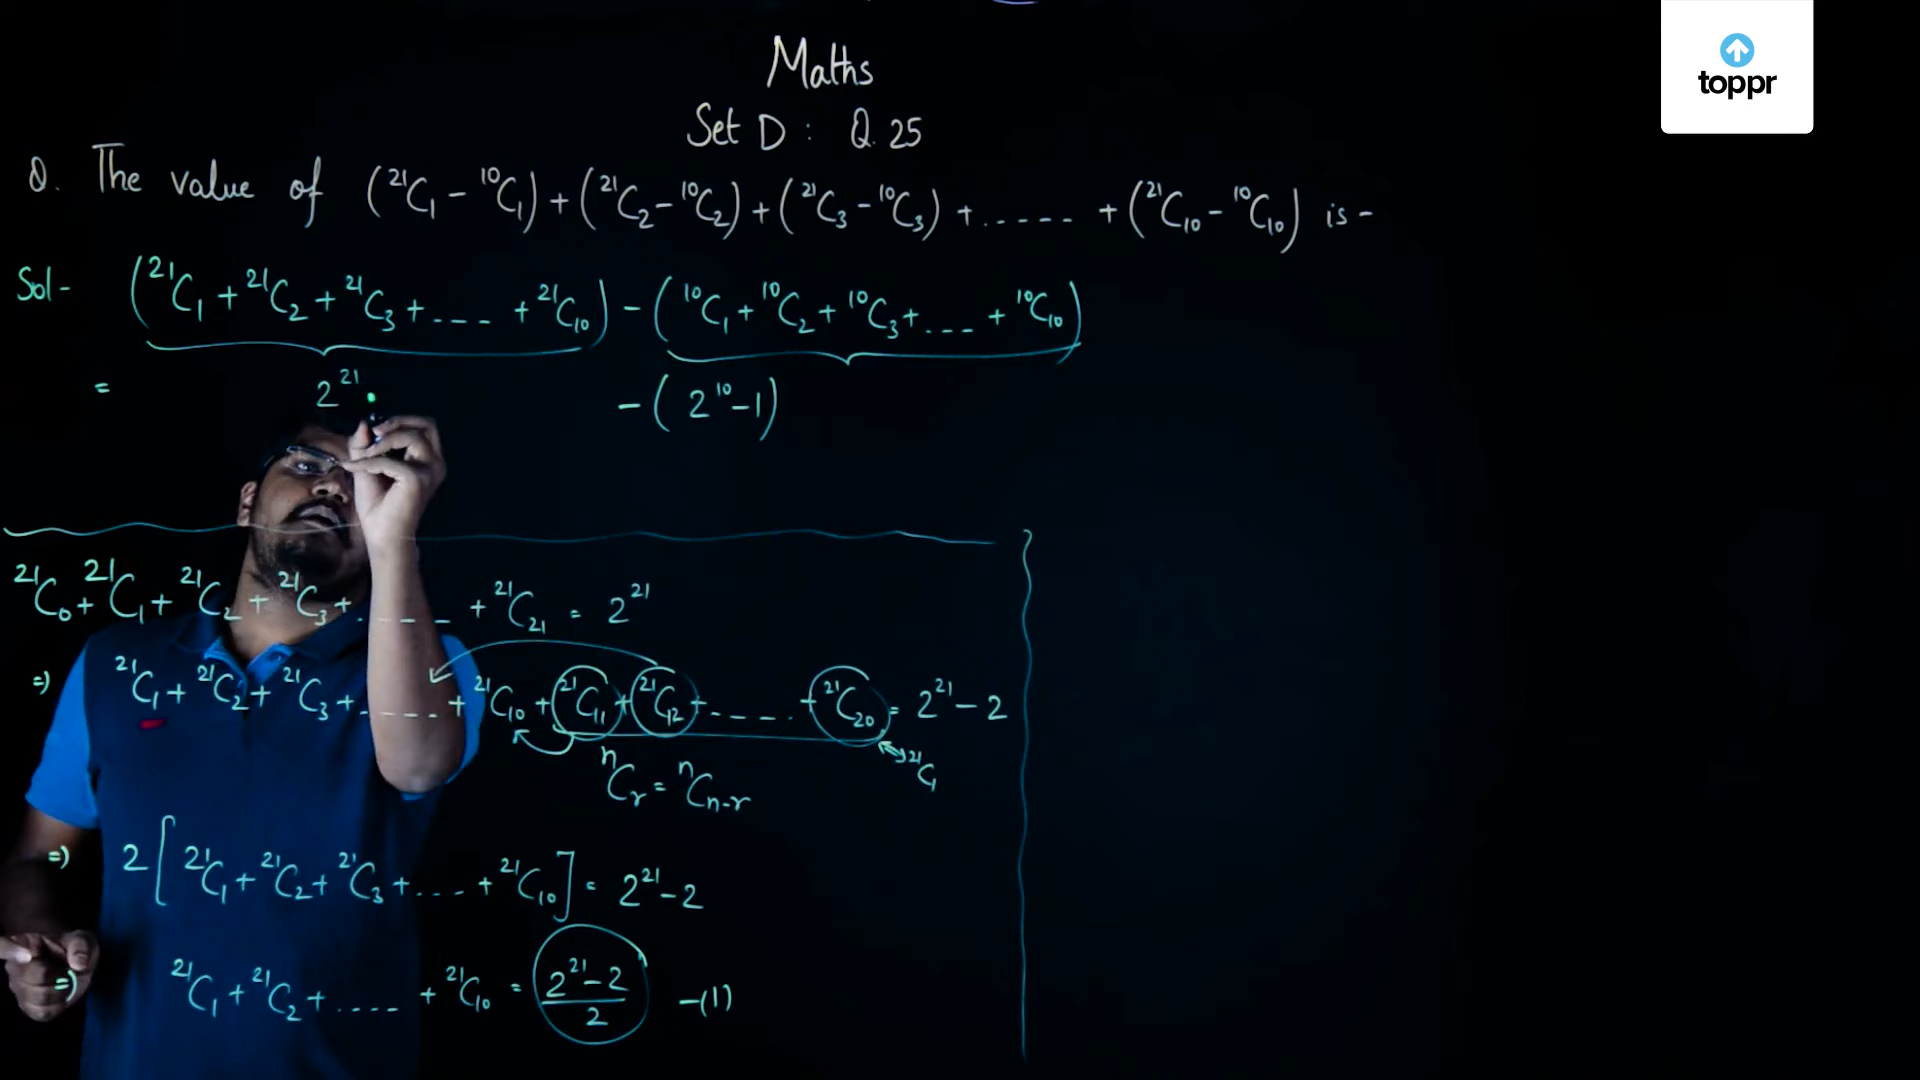 toppr
Maths
Set D : Q. 25
Q. The value of (²¹C₁ - ¹⁰C₁) + (²¹C₂ - ¹⁰C₂) + (²¹C₃ - ¹⁰C₃) + ...... + (²¹C₁₀ - ¹⁰C₁₀) is -
Sol - (²¹C₁ + ²¹C₂ + ²¹C₃ + ... + ²¹C₁₀) - (¹⁰C₁ + ¹⁰C₂ + ¹⁰C₃ + ... + ¹⁰C₁₀)
= 2²¹ - (2¹⁰ - 1)
²¹C₀ + ²¹C₁ + ²¹C₂ + ²¹C₃ + .... + ²¹C₂₁ = 2²¹
⇒ ²¹C₁ + ²¹C₂ + ²¹C₃ + ..... + ²¹C₁₀ + ²¹C₁₁ + ²¹C₁₂ + ..... + ²¹C₂₀ = 2²¹ - 2
ⁿCᵣ = ⁿCₙ₋ᵣ ²¹C₁
⇒ 2[²¹C₁ + ²¹C₂ + ²¹C₃ + .... + ²¹C₁₀] = 2²¹ - 2
⇒ ²¹C₁ + ²¹C₂ + .... + ²¹C₁₀ = (2²¹ - 2)/2 - (1)